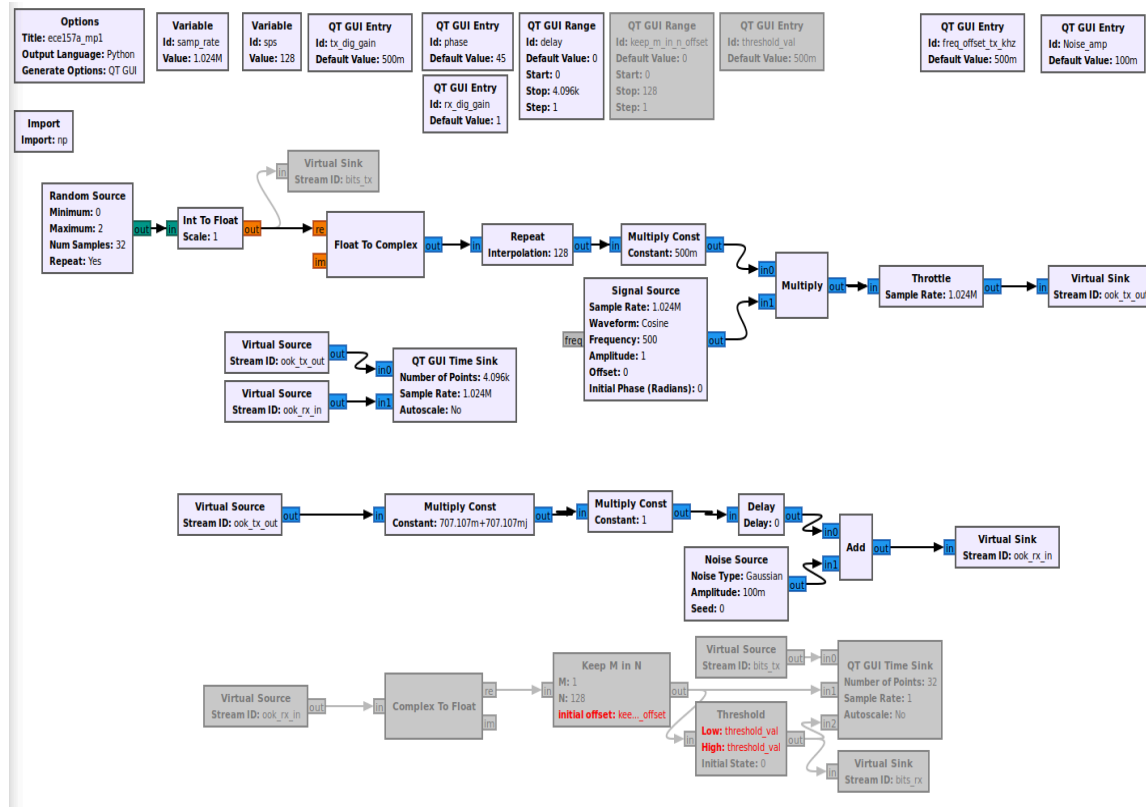 Options
Title: ece157a_mp1
Output Language: Python
Generate Options: QT GUI
Variable
Id: samp_rate
Value: 1.024M
Variable
Id: sps
Value: 128
QT GUI Entry
Id: tx_dig_gain
Default Value: 500m
QT GUI Entry
Id: phase
Default Value: 45
QT GUI Range
Id: delay
Default Value: 0
Start: 0
Stop: 4.096k
Step: 1
QT GUI Range
Id: keep_m_in_n_offset
Default Value: 0
Start: 0
Stop: 128
Step: 1
QT GUI Entry
Id: threshold_val
Default Value: 500m
QT GUI Entry
Id: freq_offset_tx_khz
Default Value: 500m
QT GUI Entry
Id: Noise_amp
Default Value: 100m
QT GUI Entry
Id: rx_dig_gain
Default Value: 1
Import
Import: np
Virtual Sink
Stream ID: bits_tx
in
Random Source
Minimum: 0
Maximum: 2
Num Samples: 32
Repeat: Yes
out
in
Int To Float
Scale: 1
out
re
im
Float To Complex
out
in
Repeat
Interpolation: 128
out
in
Multiply Const
Constant: 500m
out
Signal Source
Sample Rate: 1.024M
Waveform: Cosine
Frequency: 500
Amplitude: 1
Offset: 0
Initial Phase (Radians): 0
freq
out
in0
in1
Multiply
out
in
Throttle
Sample Rate: 1.024M
out
in
Virtual Sink
Stream ID: ook_tx_out
Virtual Source
Stream ID: ook_tx_out
out
Virtual Source
Stream ID: ook_rx_in
out
in0
in1
QT GUI Time Sink
Number of Points: 4.096k
Sample Rate: 1.024M
Autoscale: No
Virtual Source
Stream ID: ook_tx_out
out
in
Multiply Const
Constant: 707.107m+707.107mj
out
in
Multiply Const
Constant: 1
out
in
Delay
Delay: 0
out
Noise Source
Noise Type: Gaussian
Amplitude: 100m
Seed: 0
out
in0
in1
Add
out
in
Virtual Sink
Stream ID: ook_rx_in
Virtual Source
Stream ID: ook_rx_in
out
in
Complex To Float
re
im
in
Keep M in N
M: 1
N: 128
initial offset: kee..._offset
out
Virtual Source
Stream ID: bits_tx
out
in
Threshold
Low: threshold_val
High: threshold_val
Initial State: 0
out
in0
in1
in2
QT GUI Time Sink
Number of Points: 32
Sample Rate: 1
Autoscale: No
in
Virtual Sink
Stream ID: bits_rx